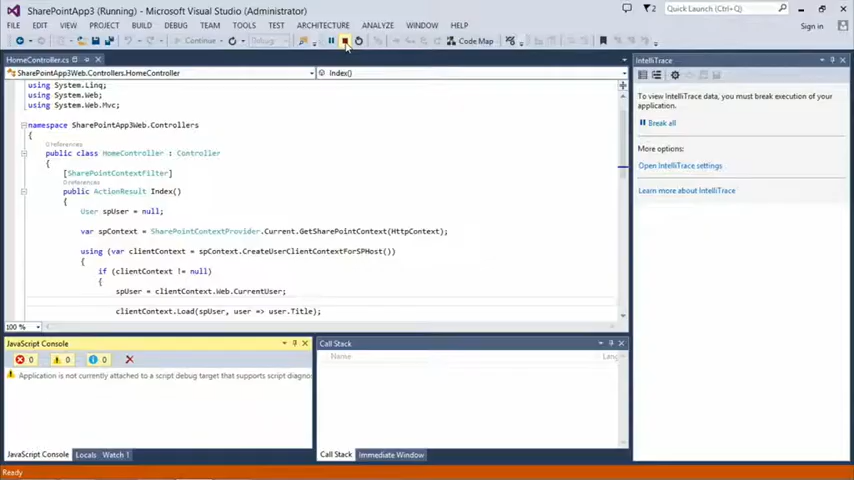 SharePointApp3 (Running) - Microsoft Visual Studio (Administrator)
2
Quick Launch (Ctrl+Q)
FILE EDIT VIEW PROJECT BUILD DEBUG TEAM TOOLS TEST ARCHITECTURE ANALYZE WINDOW HELP
Sign in
Continue
Debug
Code Map
HomeController.cs
SharePointApp3Web.Controllers.HomeController
Index()
using System.Linq;
using System.Web;
using System.Web.Mvc;
namespace SharePointApp3Web.Controllers
{
0 references
public class HomeController : Controller
{
[SharePointContextFilter]
0 references
public ActionResult Index()
{
User spUser = null;
var spContext = SharePointContextProvider.Current.GetSharePointContext(HttpContext);
using (var clientContext = spContext.CreateUserClientContextForSPHost())
{
if (clientContext != null)
{
spUser = clientContext.Web.CurrentUser;
clientContext.Load(spUser, user => user.Title);
100 %
IntelliTrace
To view IntelliTrace data, you must break execution of your
application.
Break all
More options:
Open IntelliTrace settings
Learn more about IntelliTrace
JavaScript Console
0 0 0
Application is not currently attached to a script debug target that supports script diagnos
JavaScript Console Locals Watch 1
Call Stack
Name
Lang
Call Stack Immediate Window
Ready